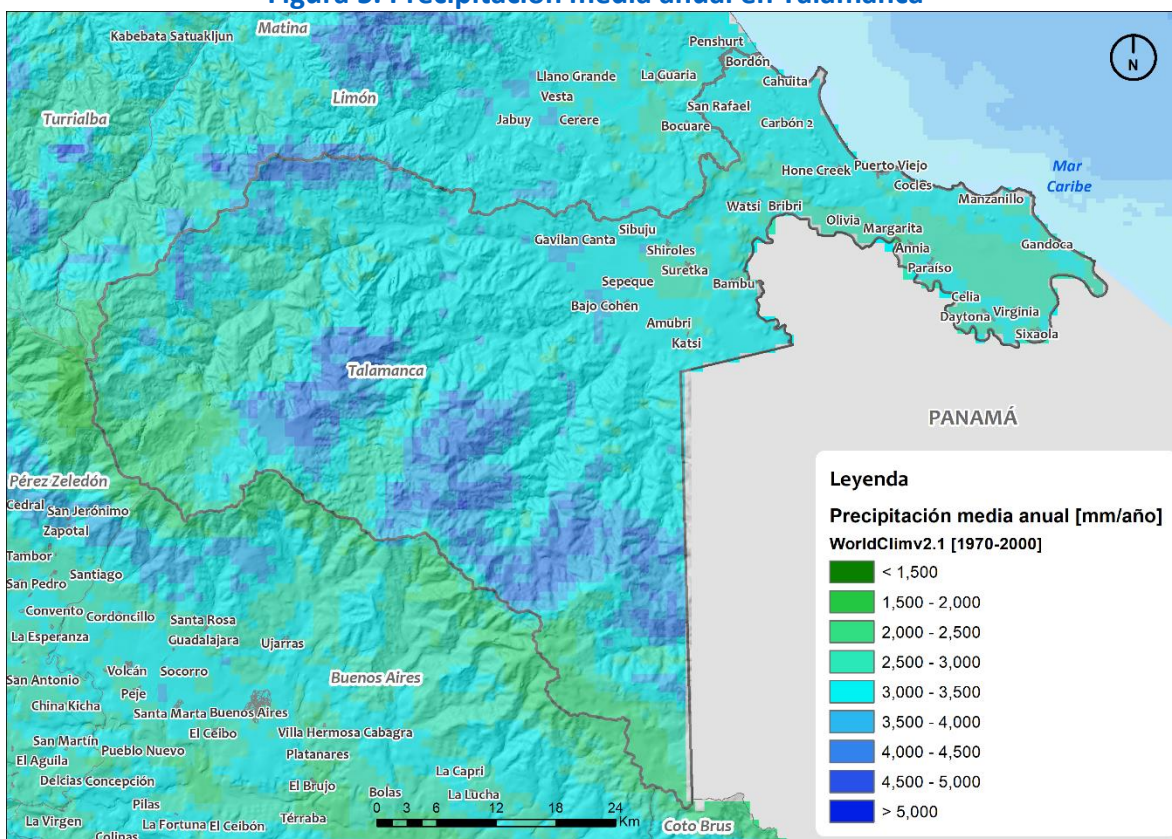 Matina
Kabebata Satuakljun
Penshurt
Bordón
Llano Grande
La Guaria
Cahuita
N
Limón
Vesta
San Rafael
Turrialba
Jabuy
Cerere
Bocuare
Carbón 2
Hone Creek
Puerto Viejo
Mar
Caribe
Cocles
Manzanillo
Watsi
Bribri
Olivia
Sibuju
Margarita
Gavilan Canta
Shiroles
Annia
Gandoca
Suretka
Paraíso
Sepeque
Bambu
Bajo Cohen
Celia
Amubri
Daytona
Virginia
Katsi
Sixaola
Talamanca
PANAMÁ
Pérez Zeledón
Cedral
San Jerónimo
Zapotal
Tambor
San Pedro
Santiago
Convento
Cordoncillo
Santa Rosa
La Esperanza
Guadalajara
Ujarras
San Antonio
Volcán
Socorro
Buenos Aires
Peje
China Kicha
Santa Marta
Buenos Aires
El Ceibo
Villa Hermosa
Cabagra
San Martín
Pueblo Nuevo
Platanares
El Aguila
Delcias
Concepción
La Capri
El Brujo
Bolas
La Lucha
Pilas
La Virgen
La Fortuna
El Ceibón
Térraba
Colinas
Coto Brus
0 3 6 12 18 24
Km
Leyenda
Precipitación media anual [mm/año]
WorldClimv2.1 [1970-2000]
< 1,500
1,500 - 2,000
2,000 - 2,500
2,500 - 3,000
3,000 - 3,500
3,500 - 4,000
4,000 - 4,500
4,500 - 5,000
> 5,000